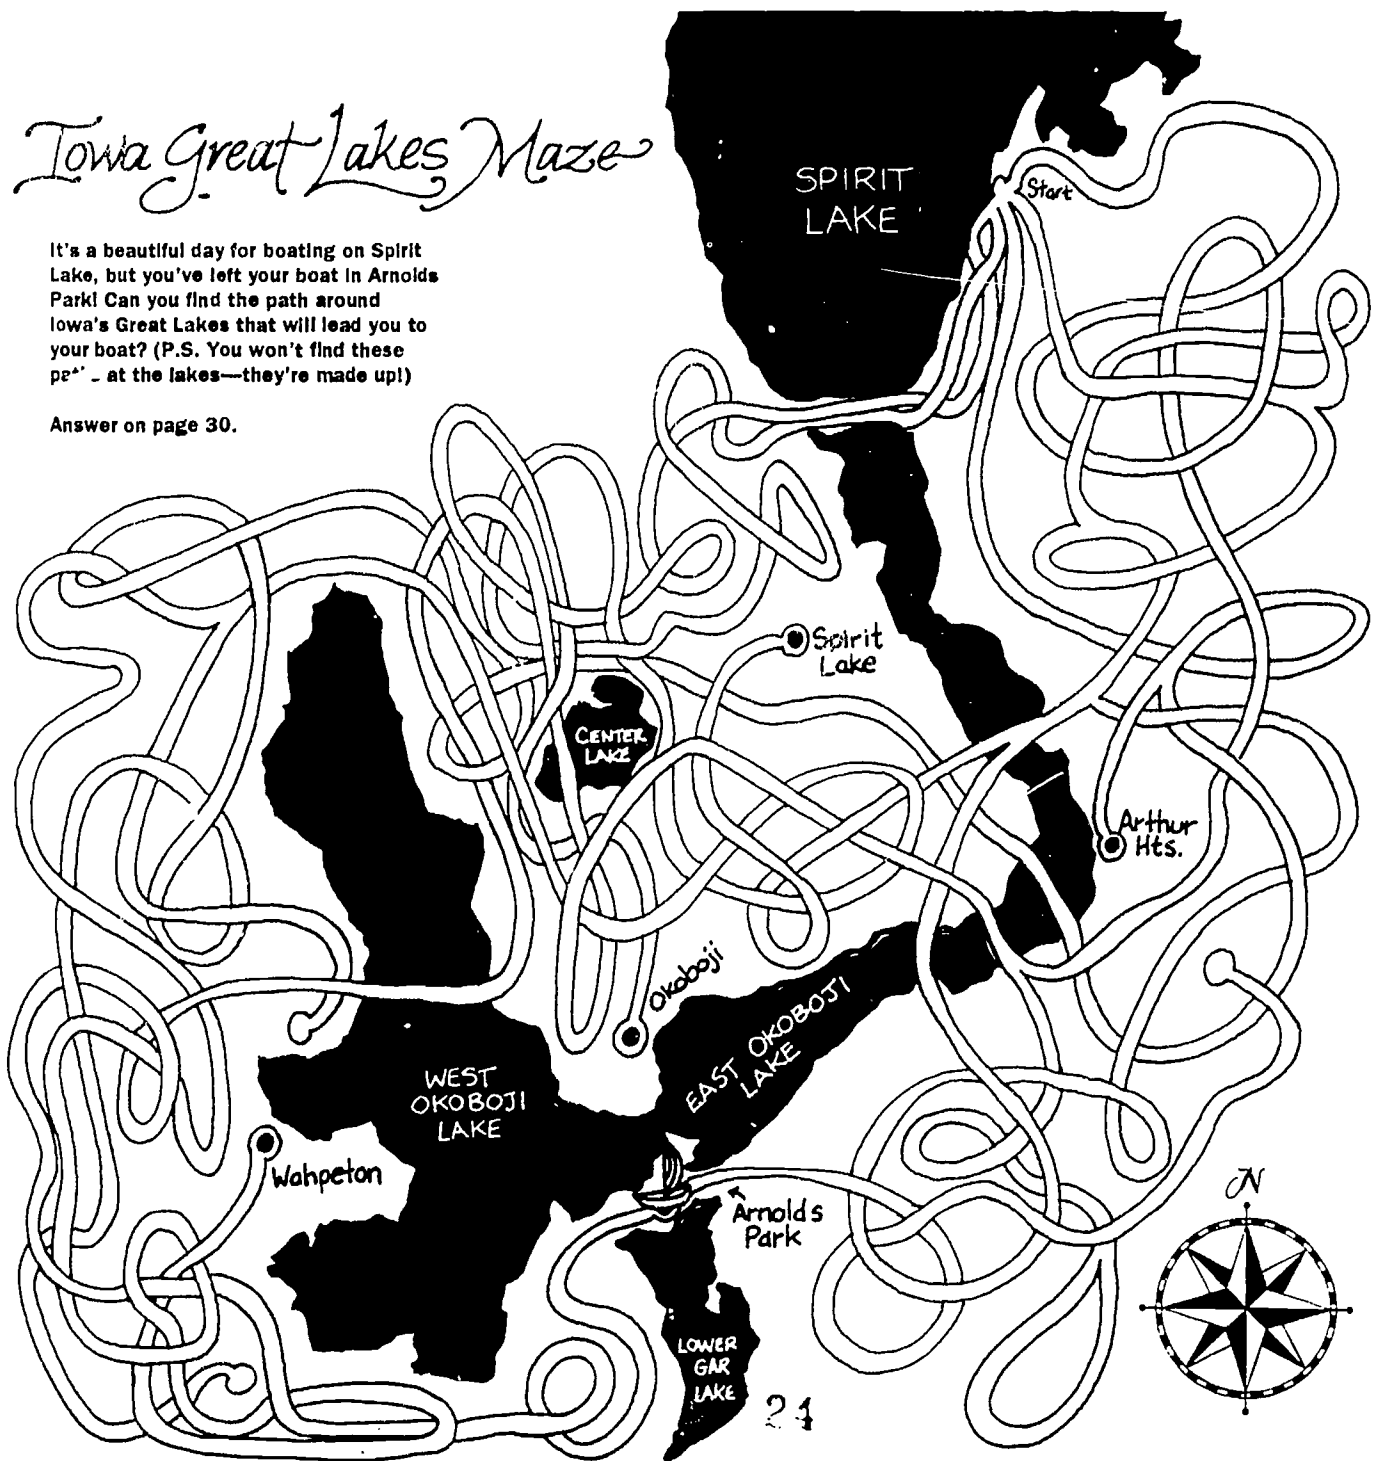 Iowa Great Lakes Maze
It's a beautiful day for boating on Spirit
Lake, but you've left your boat in Arnolds
Park! Can you find the path around
Iowa's Great Lakes that will lead you to
your boat? (P.S. You won't find these
at the lakes—they're made up!)
Answer on page 30.
SPIRIT
LAKE
Start
Spirit
Lake
CENTER
LAKE
Arthur
Hts.
Okoboji
EAST OKOBOJI
LAKE
WEST
OKOBOJI
LAKE
Wahpeton
Arnolds
Park
N
LOWER
GAR
LAKE
24